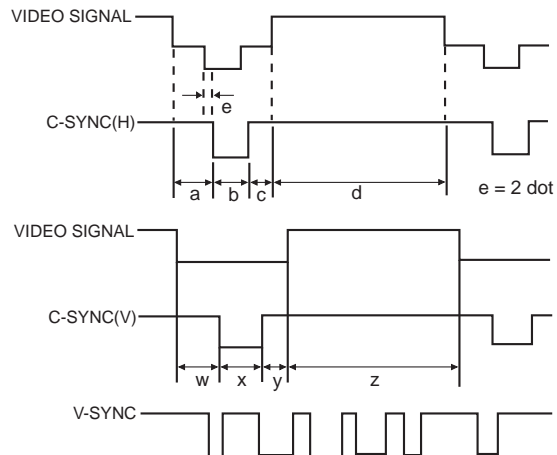 VIDEO SIGNAL
e
C-SYNC(H)
a b c d
e = 2 dot
VIDEO SIGNAL
C-SYNC(V)
w x y z
V-SYNC